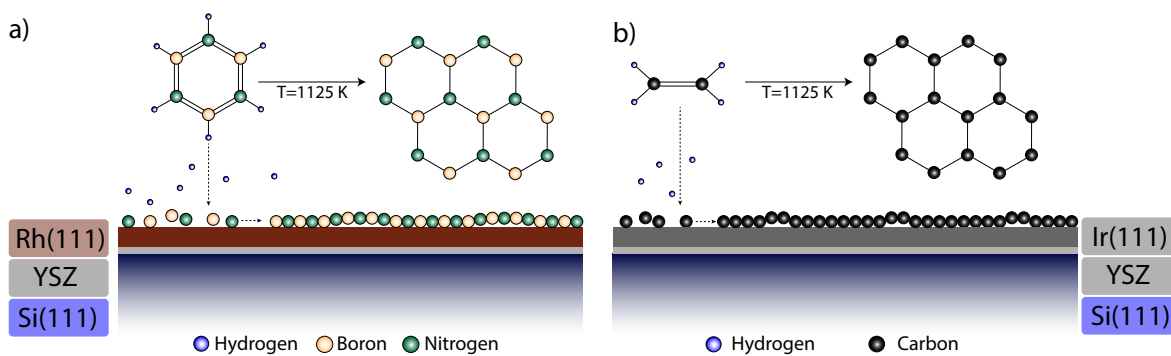 a)
T=1125 K
Rh(111)
YSZ
Si(111)
Hydrogen Boron Nitrogen
b)
T=1125 K
Ir(111)
YSZ
Si(111)
Hydrogen Carbon